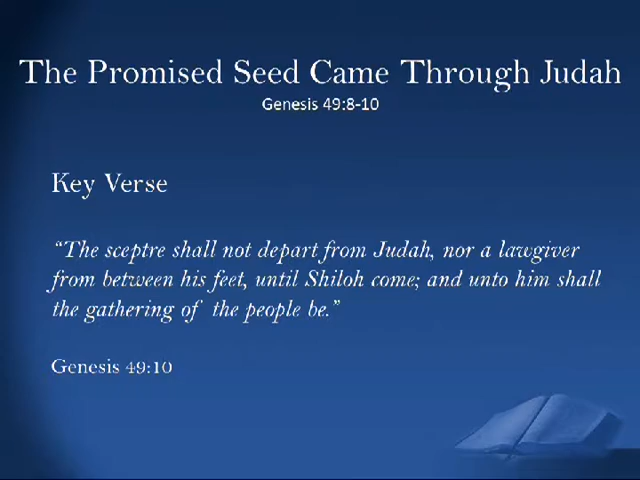 The Promised Seed Came Through Judah
Genesis 49:8-10
Key Verse
“The sceptre shall not depart from Judah, nor a lawgiver
from between his feet, until Shiloh come; and unto him shall
the gathering of the people be.”
Genesis 49:10